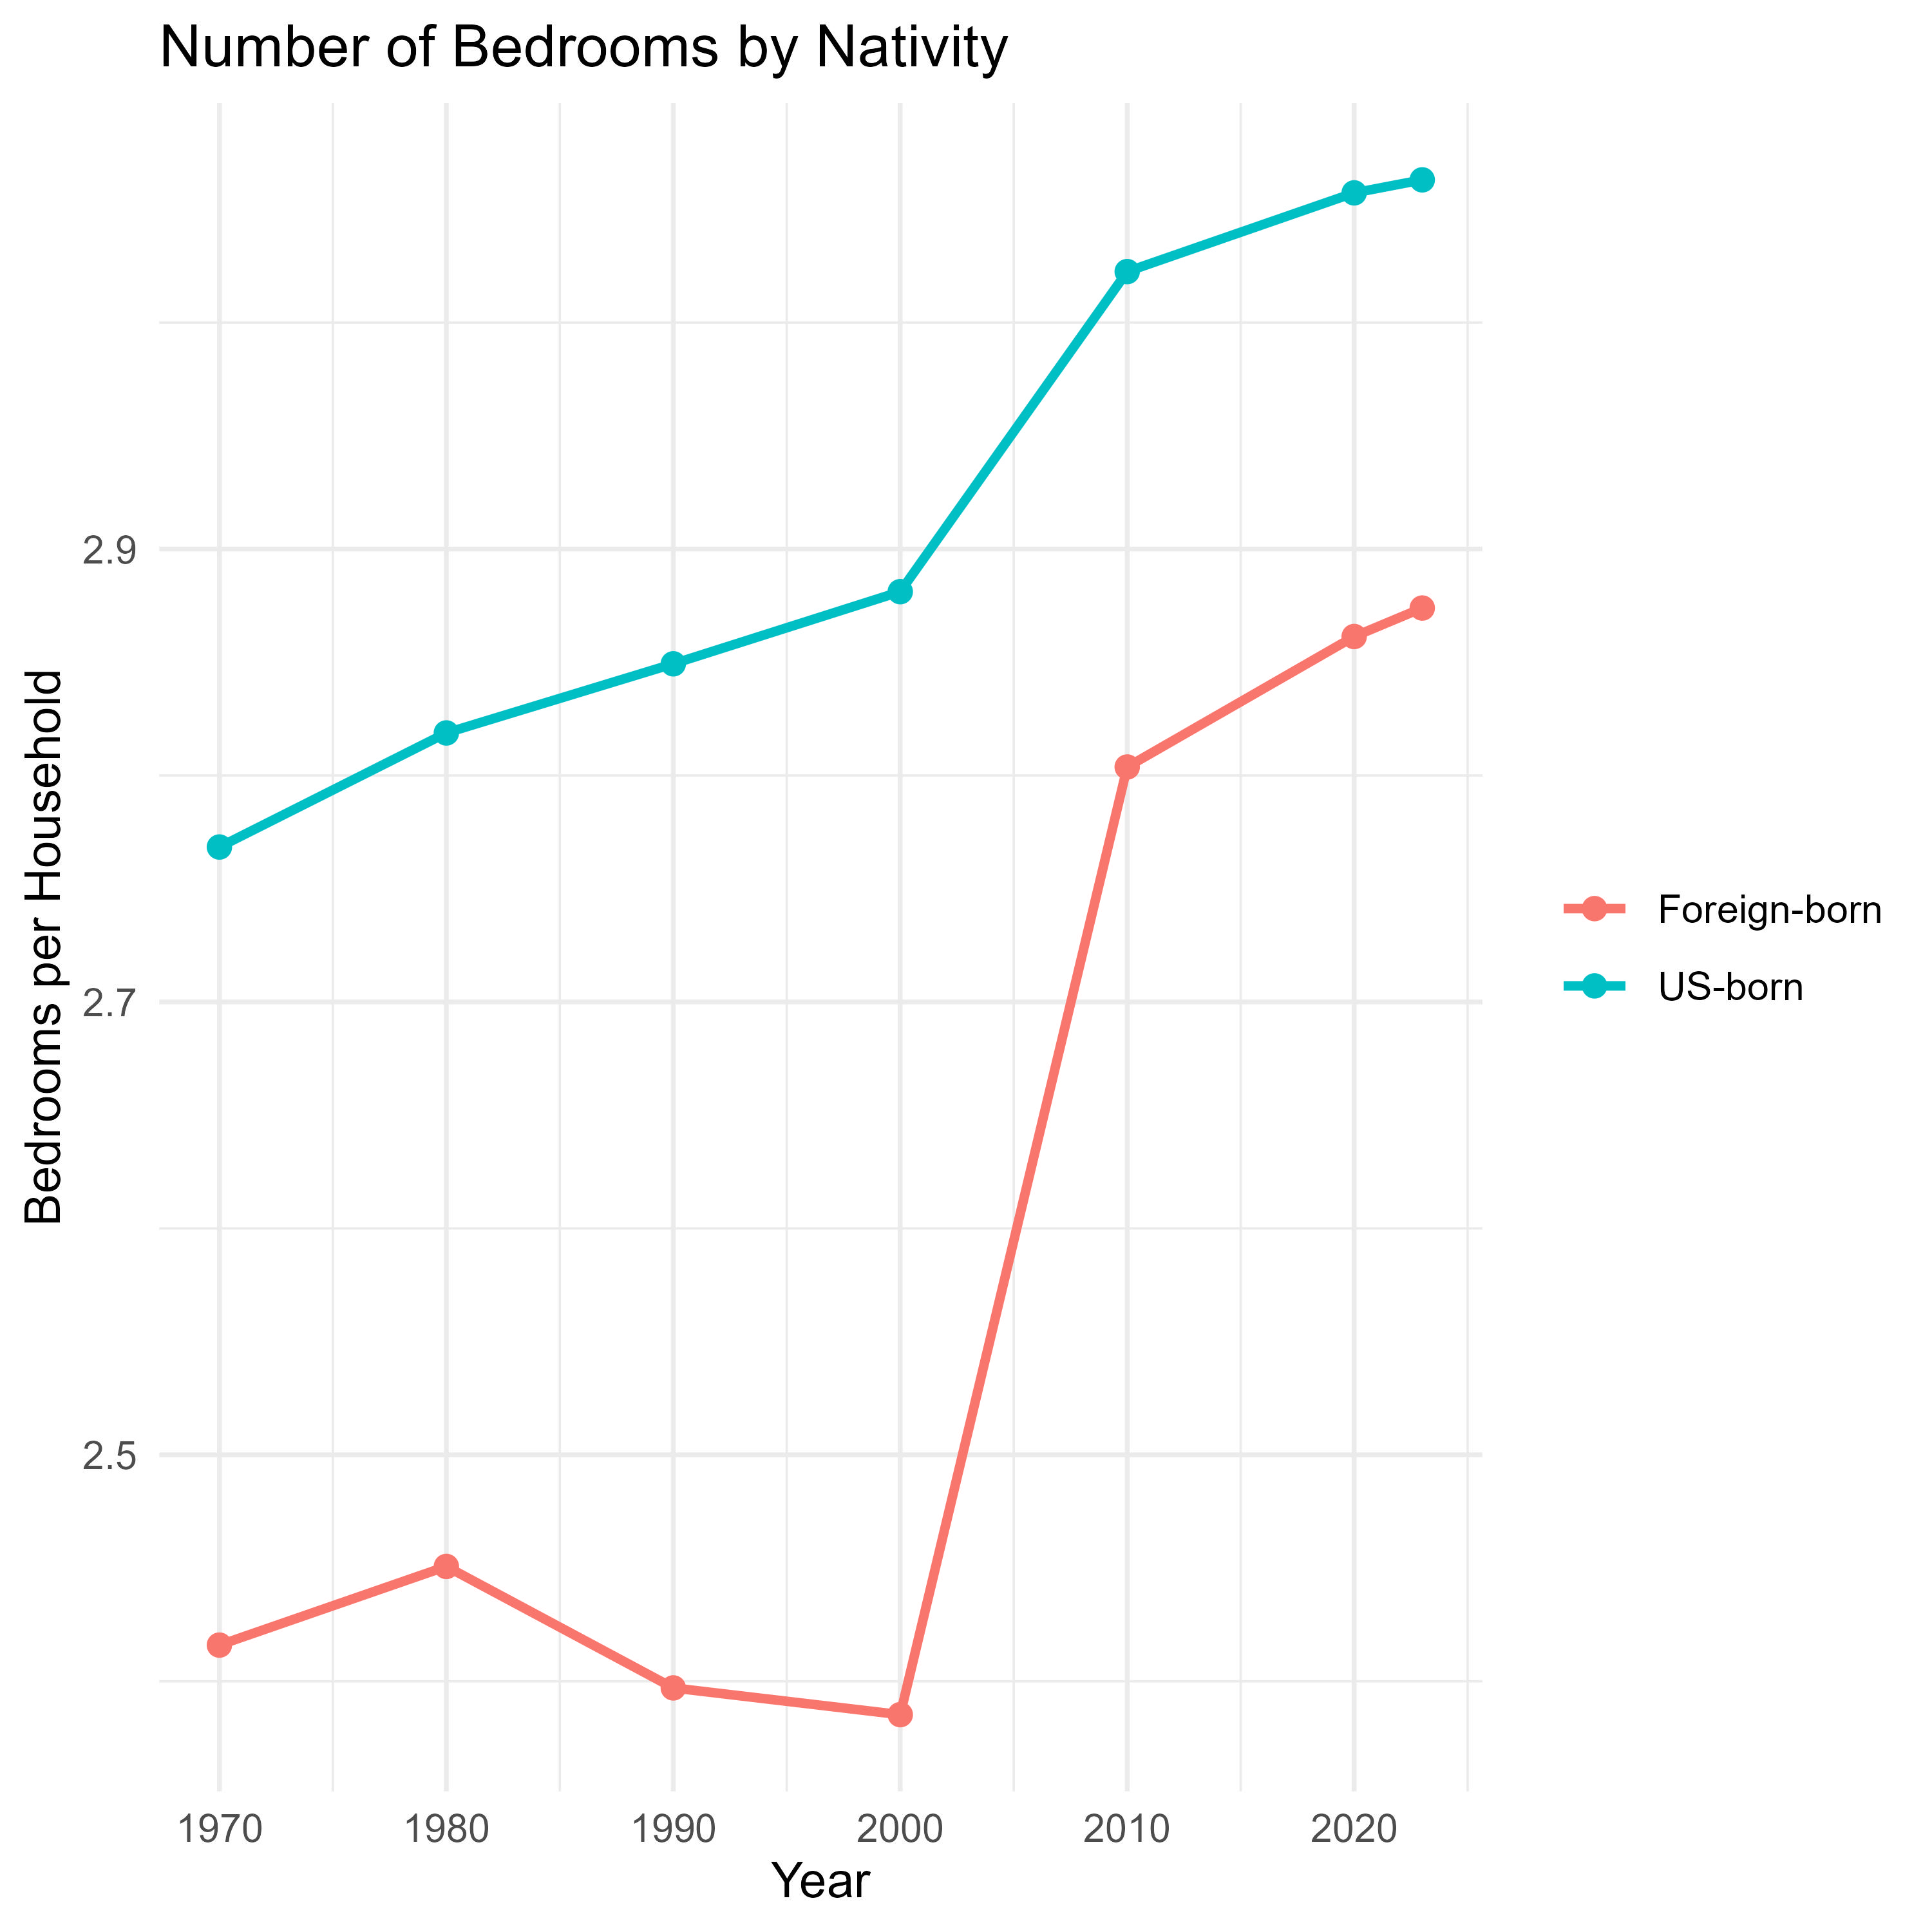 Number of Bedrooms by Nativity
Bedrooms per Household
2.9
2.7
2.5
1970 1980 1990 2000 2010 2020
Year
Foreign-born
US-born